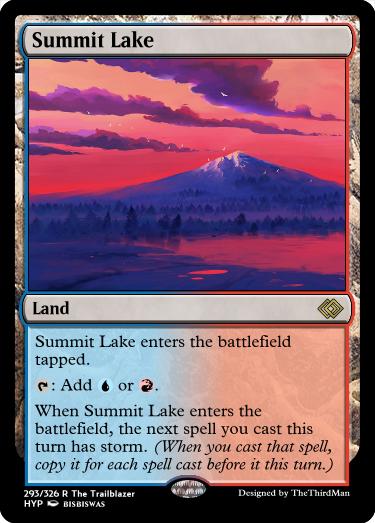 Summit Lake
Land
Summit Lake enters the battlefield
tapped.
: Add or .
When Summit Lake enters the
battlefield, the next spell you cast this
turn has storm. (When you cast that spell,
copy it for each spell cast before it this turn.)
293/326 R The Trailblazer
Designed by TheThirdMan
HYP BISBISWAS